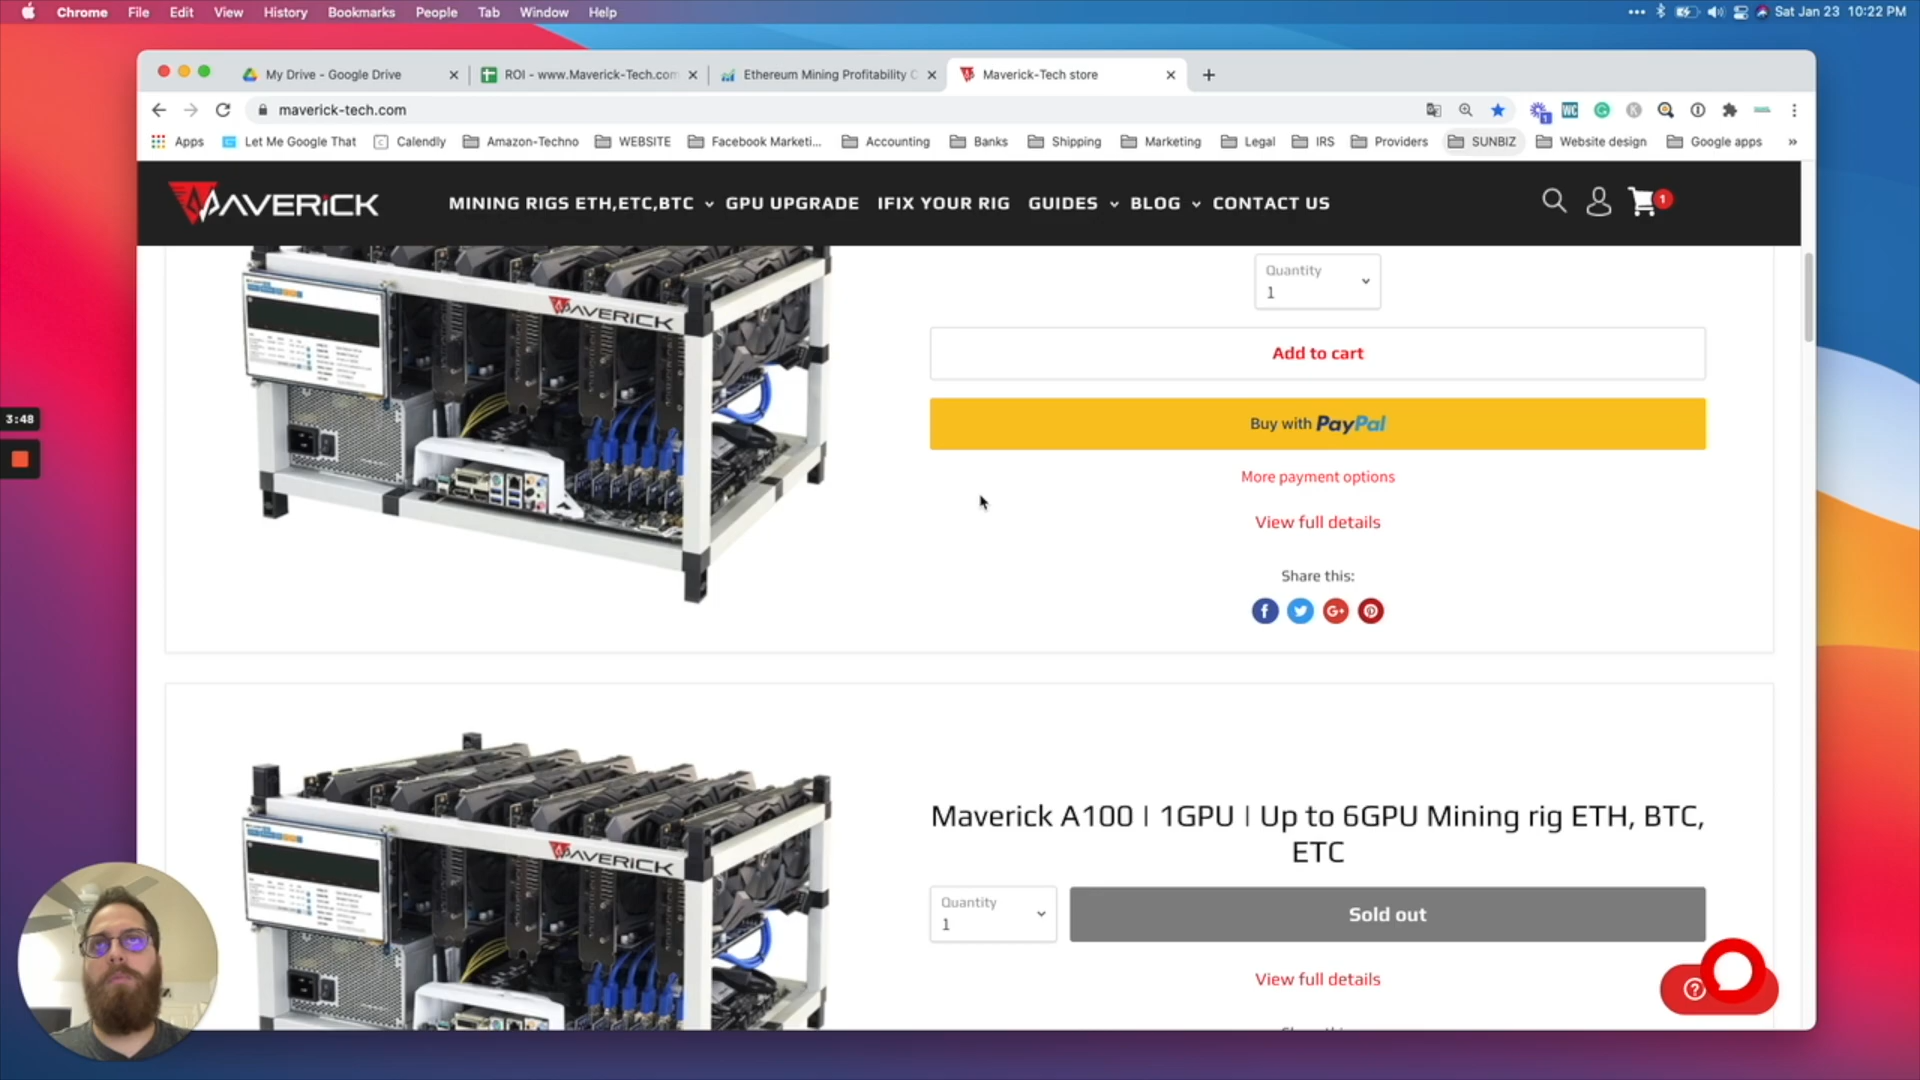 Chrome File Edit View History Bookmarks People Tab Window Help
Sat Jan 23 10:22 PM
My Drive - Google Drive
ROI - www.Maverick-Tech.com
Ethereum Mining Profitability C
Maverick-Tech store
maverick-tech.com
Apps Let Me Google That Calendly Amazon-Techno WEBSITE Facebook Marketi... Accounting Banks Shipping Marketing Legal IRS Providers SUNBIZ Website design Google apps »
MAVERICK
MINING RIGS ETH,ETC,BTC GPU UPGRADE IFIX YOUR RIG GUIDES BLOG CONTACT US
1
MAVERICK
Quantity
1
Add to cart
Buy with PayPal
More payment options
View full details
Share this:
3:48
MAVERICK
Maverick A100 | 1GPU | Up to 6GPU Mining rig ETH, BTC,
ETC
Quantity
1
Sold out
View full details